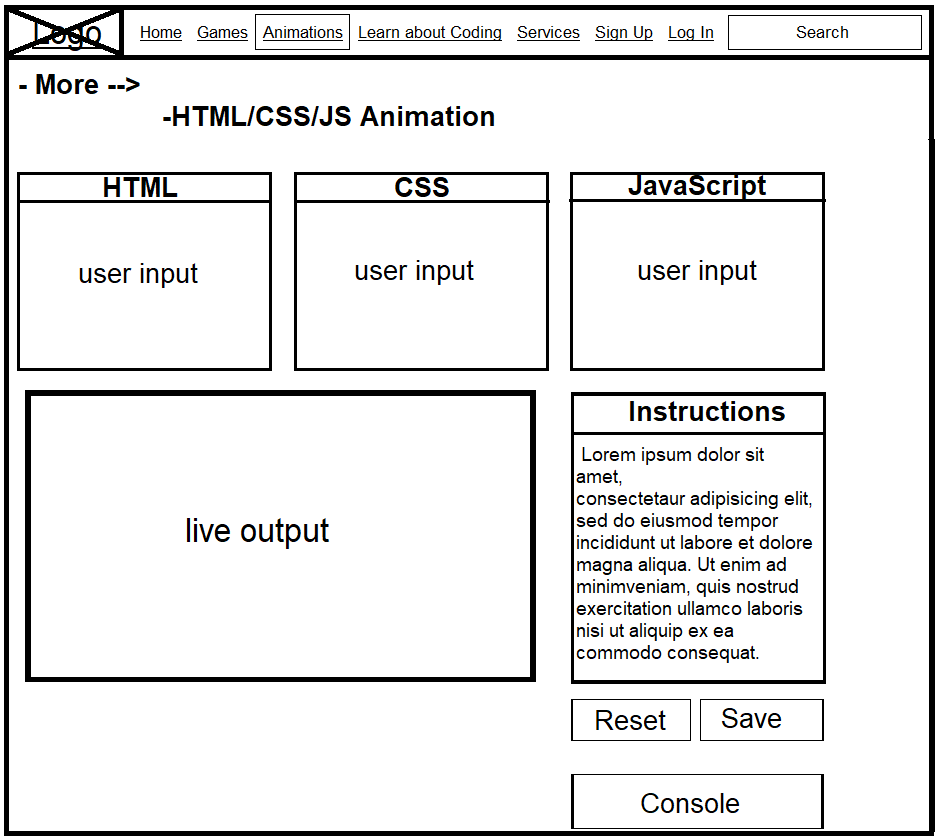 Logo Home Games Animations Learn about Coding Services Sign Up Log In Search
- More -->
-HTML/CSS/JS Animation
HTML CSS JavaScript
user input user input user input
live output
Instructions
Lorem ipsum dolor sit
amet,
consectetaur adipisicing elit,
sed do eiusmod tempor
incididunt ut labore et dolore
magna aliqua. Ut enim ad
minimveniam, quis nostrud
exercitation ullamco laboris
nisi ut aliquip ex ea
commodo consequat.
Reset Save
Console